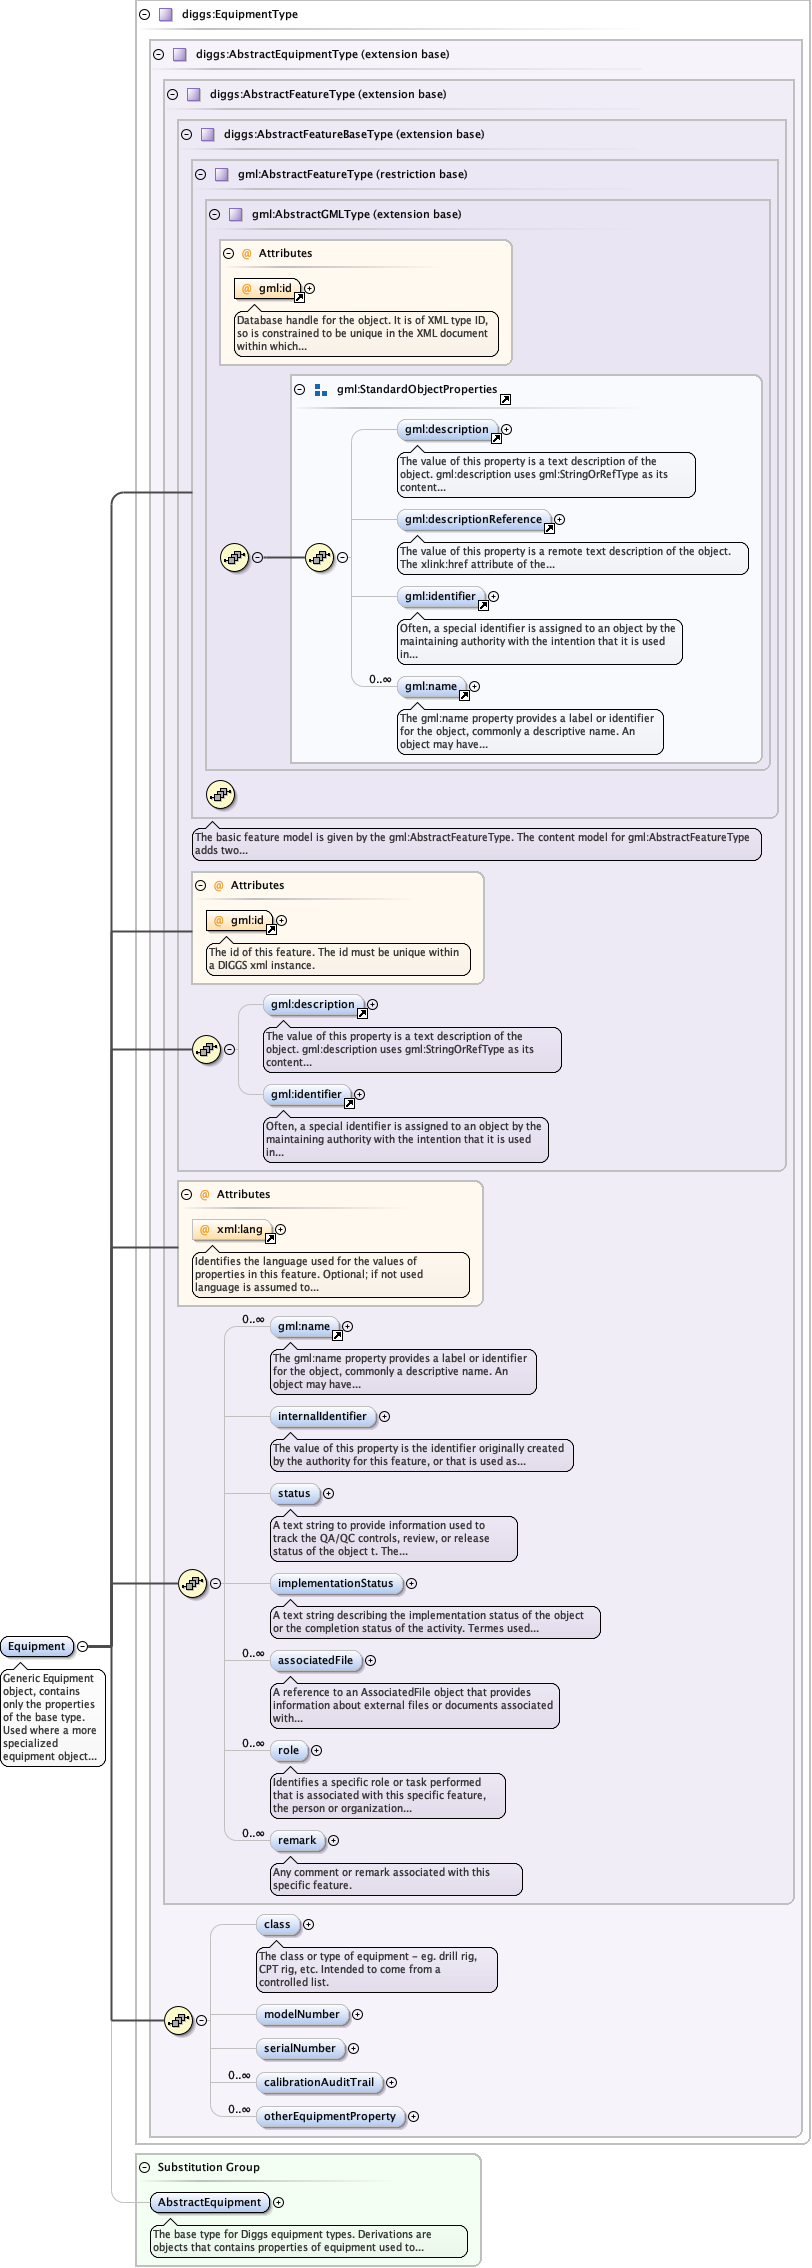 diggs:EquipmentType
diggs:AbstractEquipmentType (extension base)
diggs:AbstractFeatureType (extension base)
diggs:AbstractFeatureBaseType (extension base)
gml:AbstractFeatureType (restriction base)
gml:AbstractGMLType (extension base)
@ Attributes
@ gml:id
Database handle for the object. It is of XML type ID,
so is constrained to be unique in the XML document
within which...
gml:StandardObjectProperties
gml:description
The value of this property is a text description of the
object. gml:description uses gml:StringOrRefType as its
content...
gml:descriptionReference
The value of this property is a remote text description of the object.
The xlink:href attribute of the...
gml:identifier
Often, a special identifier is assigned to an object by the
maintaining authority with the intention that it is used
in...
0..∞
gml:name
The gml:name property provides a label or identifier
for the object, commonly a descriptive name. An
object may have...
The basic feature model is given by the gml:AbstractFeatureType. The content model for gml:AbstractFeatureType
adds two...
@ Attributes
@ gml:id
The id of this feature. The id must be unique within
a DIGGS xml instance.
gml:description
The value of this property is a text description of the
object. gml:description uses gml:StringOrRefType as its
content...
gml:identifier
Often, a special identifier is assigned to an object by the
maintaining authority with the intention that it is used
in...
@ Attributes
@ xml:lang
Identifies the language used for the values of
properties in this feature. Optional; if not used
language is assumed to...
0..∞
gml:name
The gml:name property provides a label or identifier
for the object, commonly a descriptive name. An
object may have...
internalIdentifier
The value of this property is the identifier originally created
by the authority for this feature, or that is used as...
status
A text string to provide information used to
track the QA/QC controls, review, or release
status of the object t. The...
implementationStatus
A text string describing the implementation status of the object
or the completion status of the activity. Termes used...
0..∞
associatedFile
A reference to an AssociatedFile object that provides
information about external files or documents associated
with...
0..∞
role
Identifies a specific role or task performed
that is associated with this specific feature,
the person or organization...
0..∞
remark
Any comment or remark associated with this
specific feature.
Equipment
Generic Equipment
object, contains
only the properties
of the base type.
Used where a more
specialized
equipment object...
class
The class or type of equipment - eg. drill rig,
CPT rig, etc. Intended to come from a
controlled list.
modelNumber
serialNumber
0..∞
calibrationAuditTrail
0..∞
otherEquipmentProperty
Substitution Group
AbstractEquipment
The base type for Diggs equipment types. Derivations are
objects that contains properties of equipment used to...